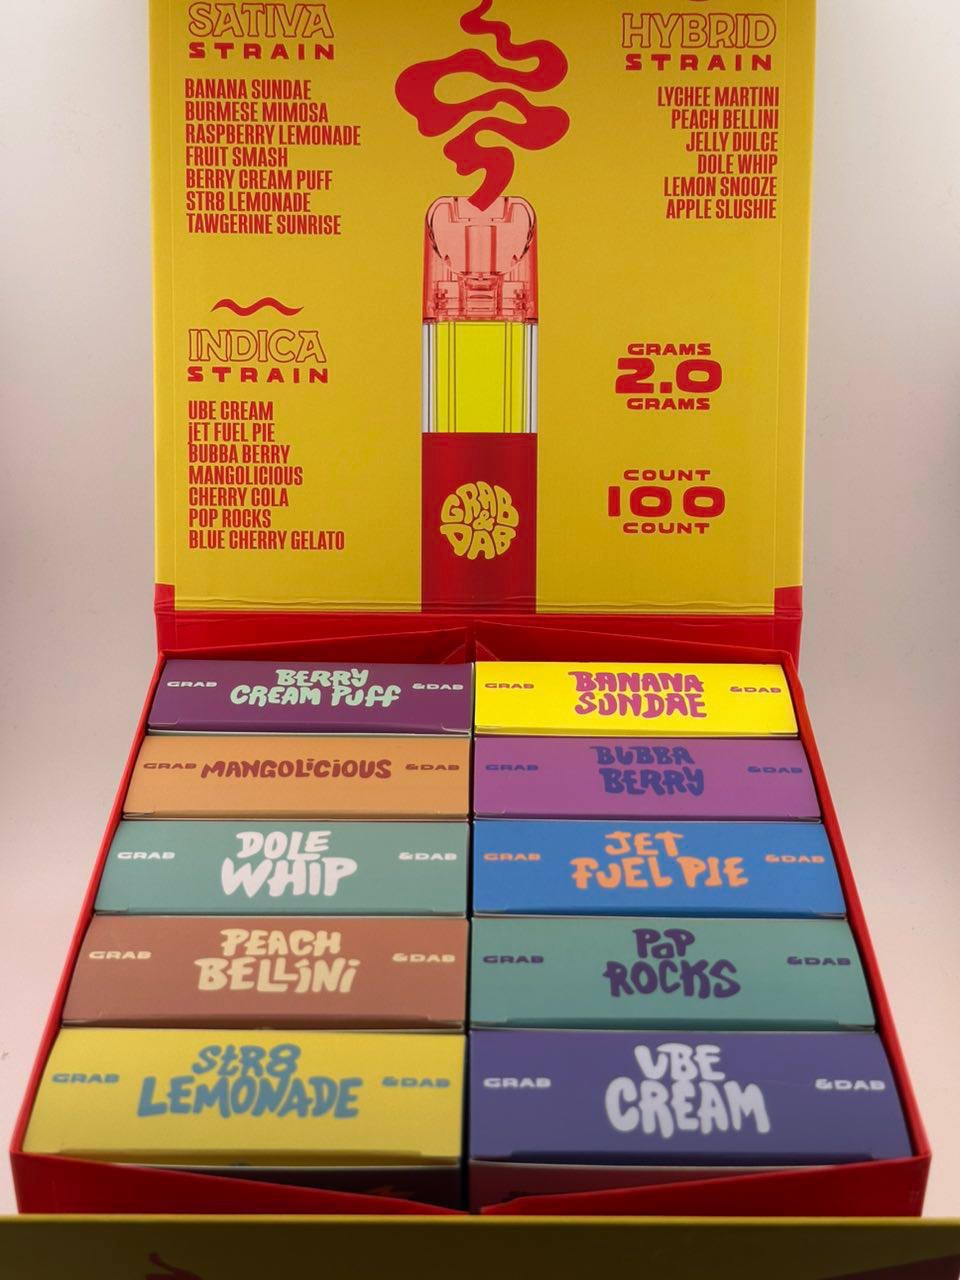 SATIVA
STRAIN
BANANA SUNDAE
BURMESE MIMOSA
RASPBERRY LEMONADE
FRUIT SMASH
BERRY CREAM PUFF
STR8 LEMONADE
TAWGERINE SUNRISE
HYBRID
STRAIN
LYCHEE MARTINI
PEACH BELLINI
JELLY DULCE
DOLE WHIP
LEMON SNOOZE
APPLE SLUSHIE
INDICA
STRAIN
UBE CREAM
JET FUEL PIE
BUBBA BERRY
MANGOLICIOUS
CHERRY COLA
POP ROCKS
BLUE CHERRY GELATO
GRAMS
2.0
GRAMS
COUNT
100
COUNT
GRAB
&
DAB
GRAB BERRY CREAM PUFF &DAB
GRAB BANANA SUNDAE &DAB
GRAB MANGOLICIOUS &DAB
GRAB BUBBA BERRY &DAB
GRAB DOLE WHIP &DAB
GRAB JET FUEL PIE &DAB
GRAB PEACH BELLINI &DAB
GRAB POP ROCKS &DAB
GRAB STR8 LEMONADE &DAB
GRAB UBE CREAM &DAB